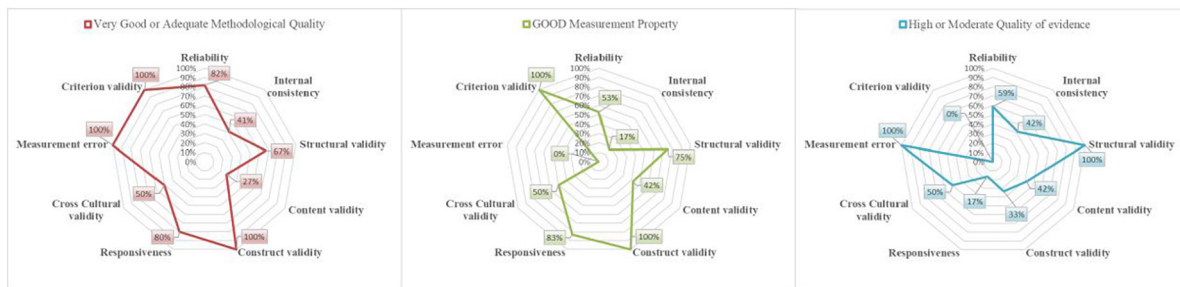 Very Good or Adequate Methodological Quality
Reliability
100%
90%
80%
70%
60%
50%
40%
30%
20%
10%
0%
82%
Internal
consistency
41%
Structural validity
67%
Content validity
27%
Construct validity
100%
Responsiveness
80%
Cross Cultural
validity
50%
Measurement error
100%
Criterion validity
100%
GOOD Measurement Property
Reliability
100%
90%
80%
70%
60%
50%
40%
30%
20%
10%
0%
53%
Internal
consistency
17%
Structural validity
75%
Content validity
42%
Construct validity
100%
Responsiveness
83%
Cross Cultural
validity
50%
Measurement error
0%
Criterion validity
100%
High or Moderate Quality of evidence
Reliability
100%
90%
80%
70%
60%
50%
40%
30%
20%
10%
0%
59%
Internal
consistency
42%
Structural validity
100%
Content validity
42%
Construct validity
33%
Responsiveness
17%
Cross Cultural
validity
50%
Measurement error
100%
Criterion validity
0%